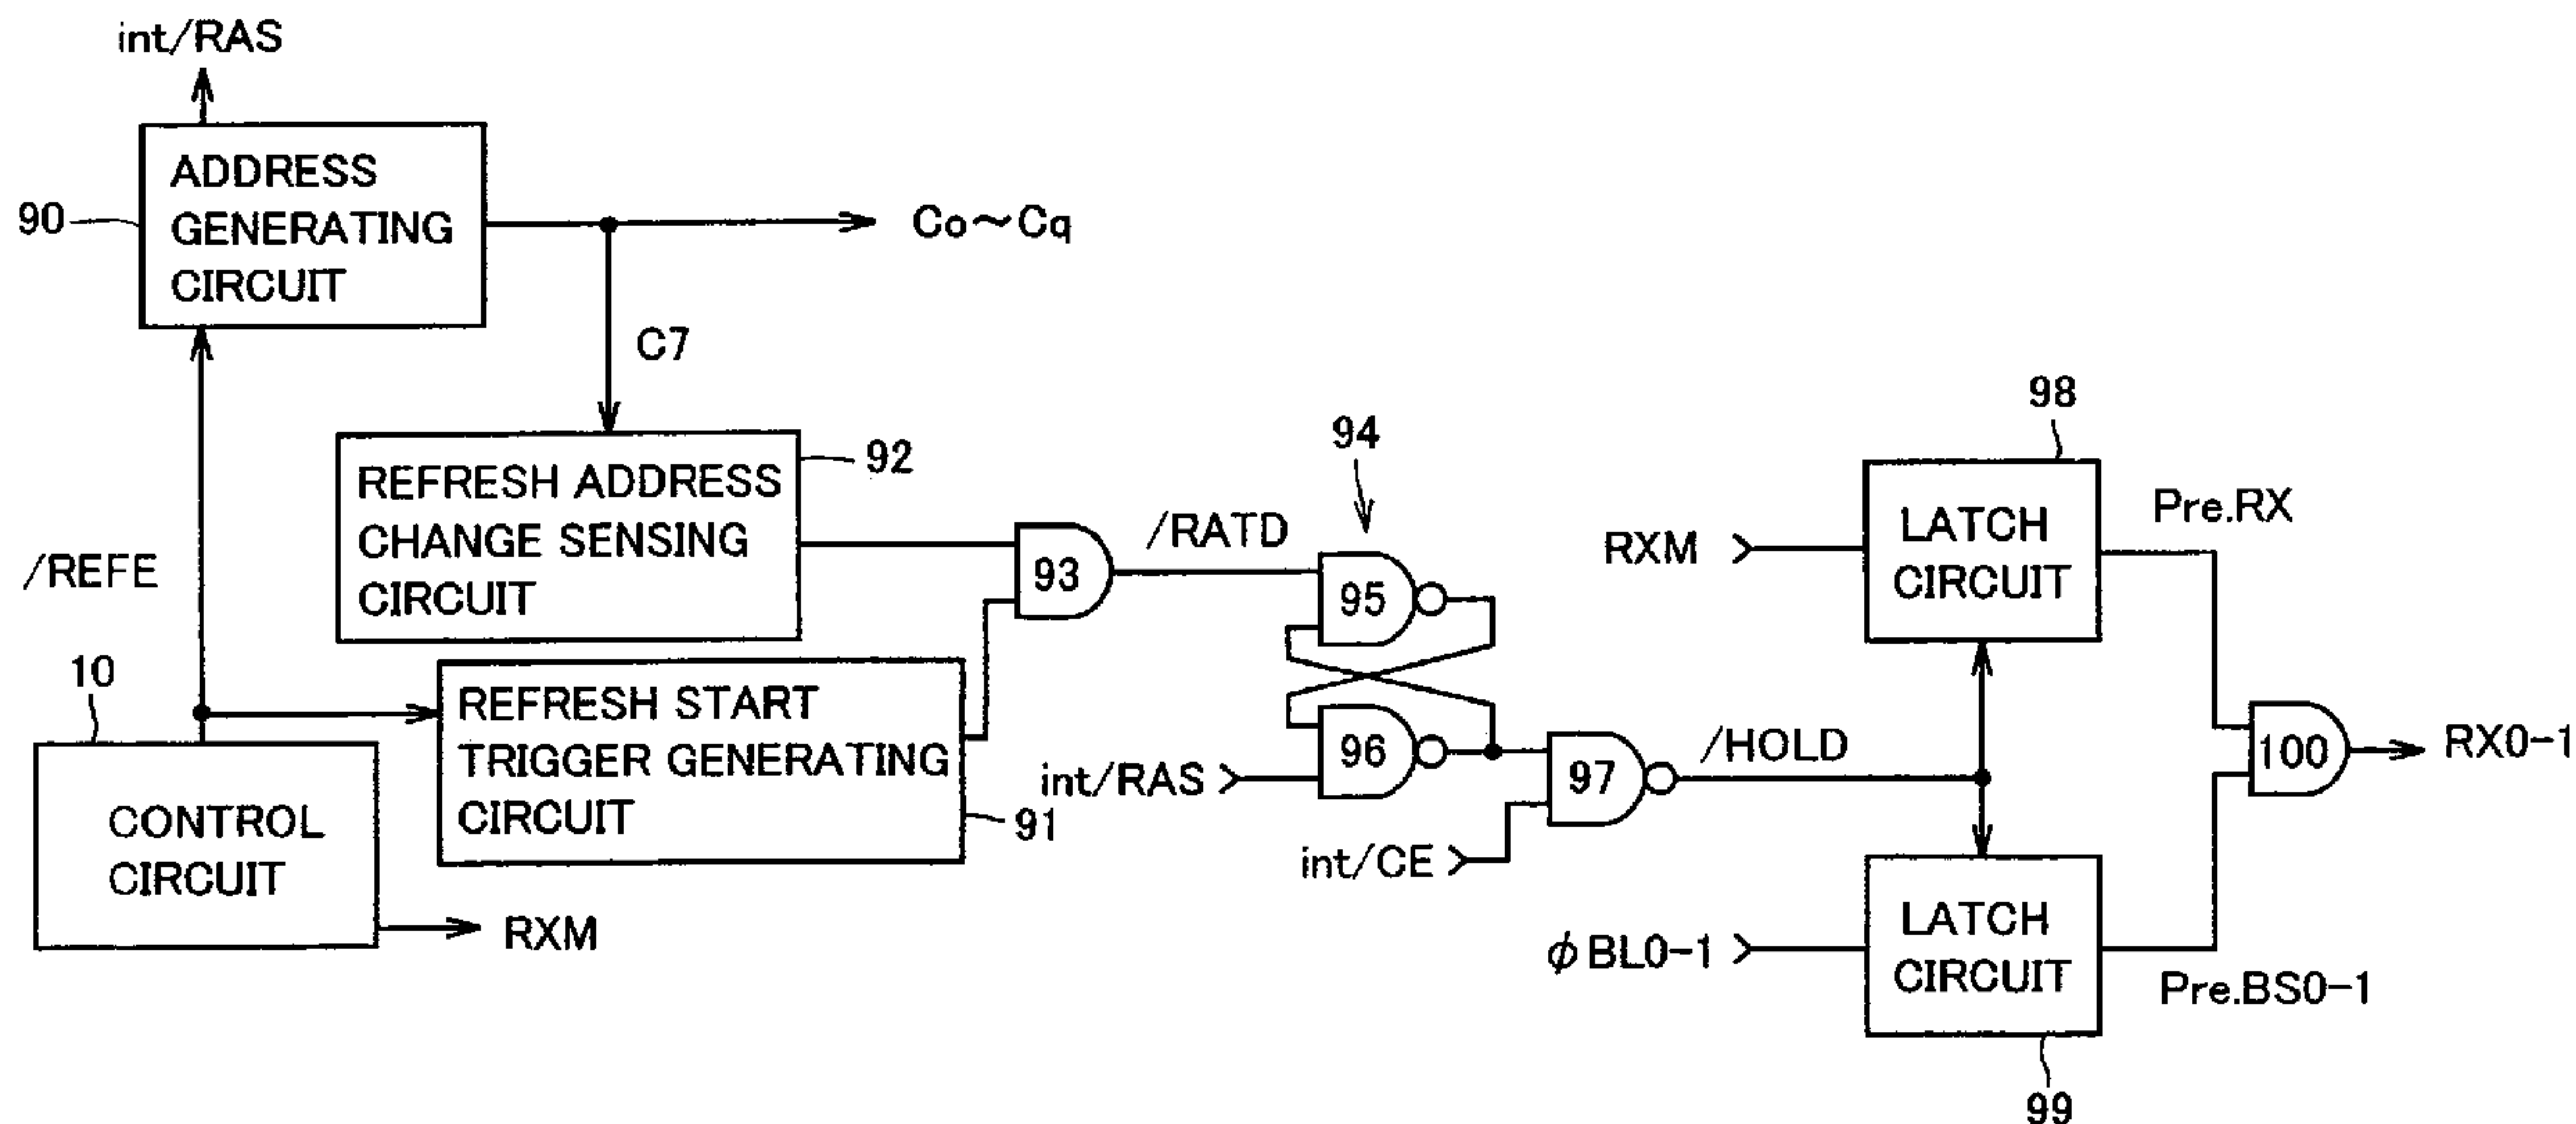 int/RAS
ADDRESS
GENERATING
CIRCUIT
90
Co~Cq
C7
/REFE
REFRESH ADDRESS
CHANGE SENSING
CIRCUIT
92
93
/RATD
94
95
96
int/RAS
97
int/CE
/HOLD
10
CONTROL
CIRCUIT
RXM
REFRESH START
TRIGGER GENERATING
CIRCUIT
91
98
RXM
LATCH
CIRCUIT
Pre.RX
100
RX0-1
φBL0-1
LATCH
CIRCUIT
Pre.BS0-1
99